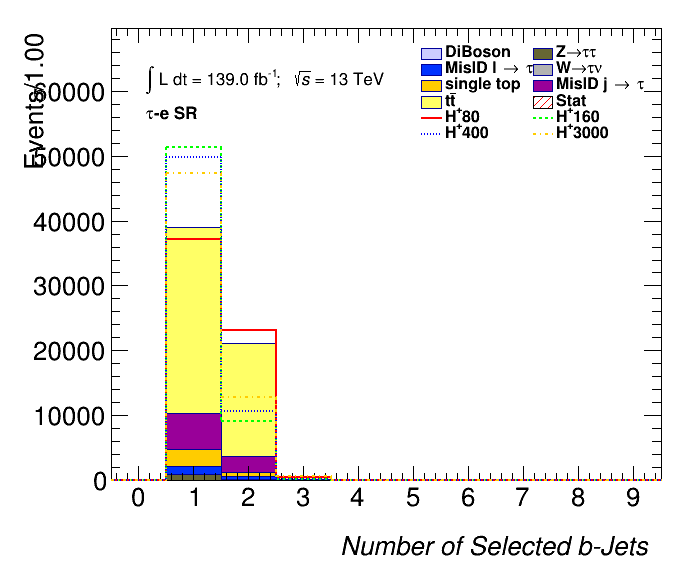 Events/1.00
∫ L dt = 139.0 fb⁻¹; √s = 13 TeV
τ-e SR
DiBoson
Z→ττ
MisID l → τ
W→τν
single top
MisID j → τ
tt̄
Stat
H⁺80
H⁺160
H⁺400
H⁺3000
60000
50000
40000
30000
20000
10000
0
0 1 2 3 4 5 6 7 8 9
Number of Selected b-Jets